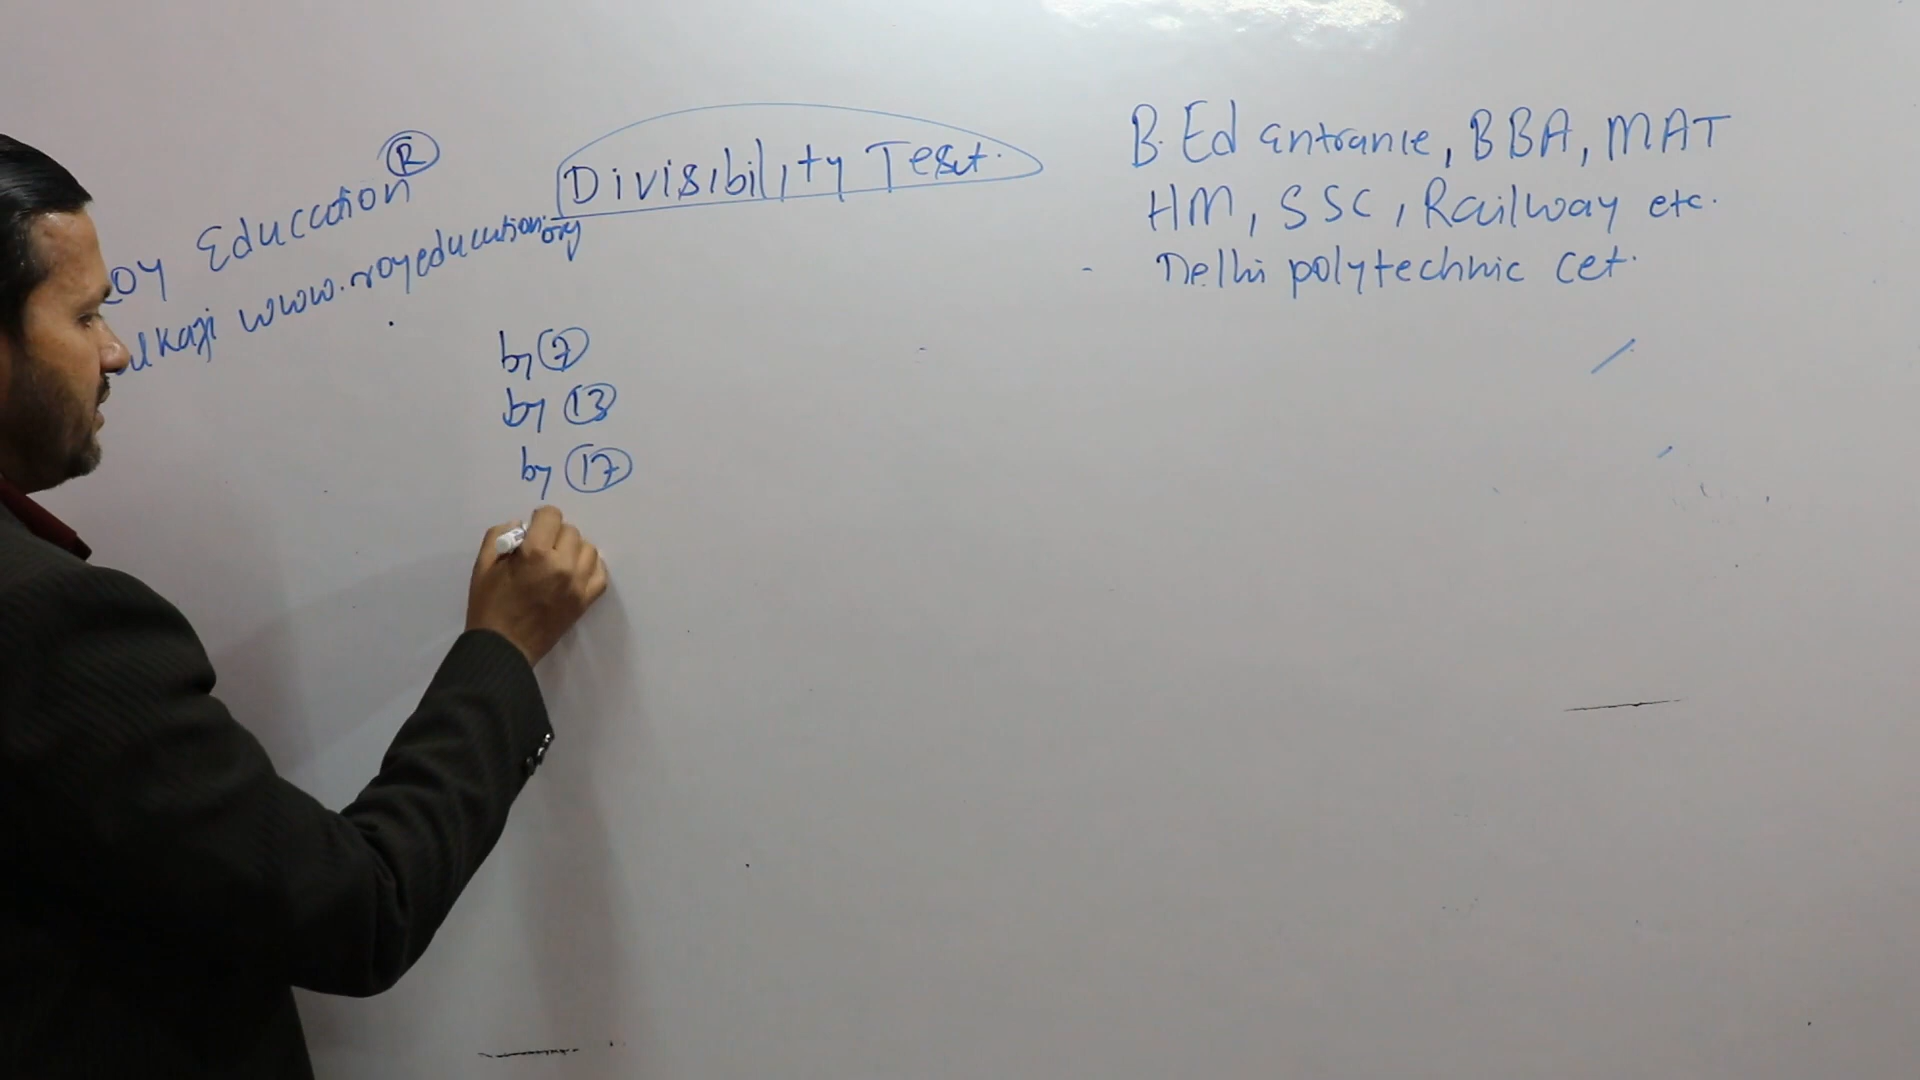 Education ®
www.royeducation.org
Divisibility Test.
B.Ed Entrance, BBA, MAT
HM, SSC, Railway etc.
Delhi polytechnic cet.
by 7
by 13
by 17